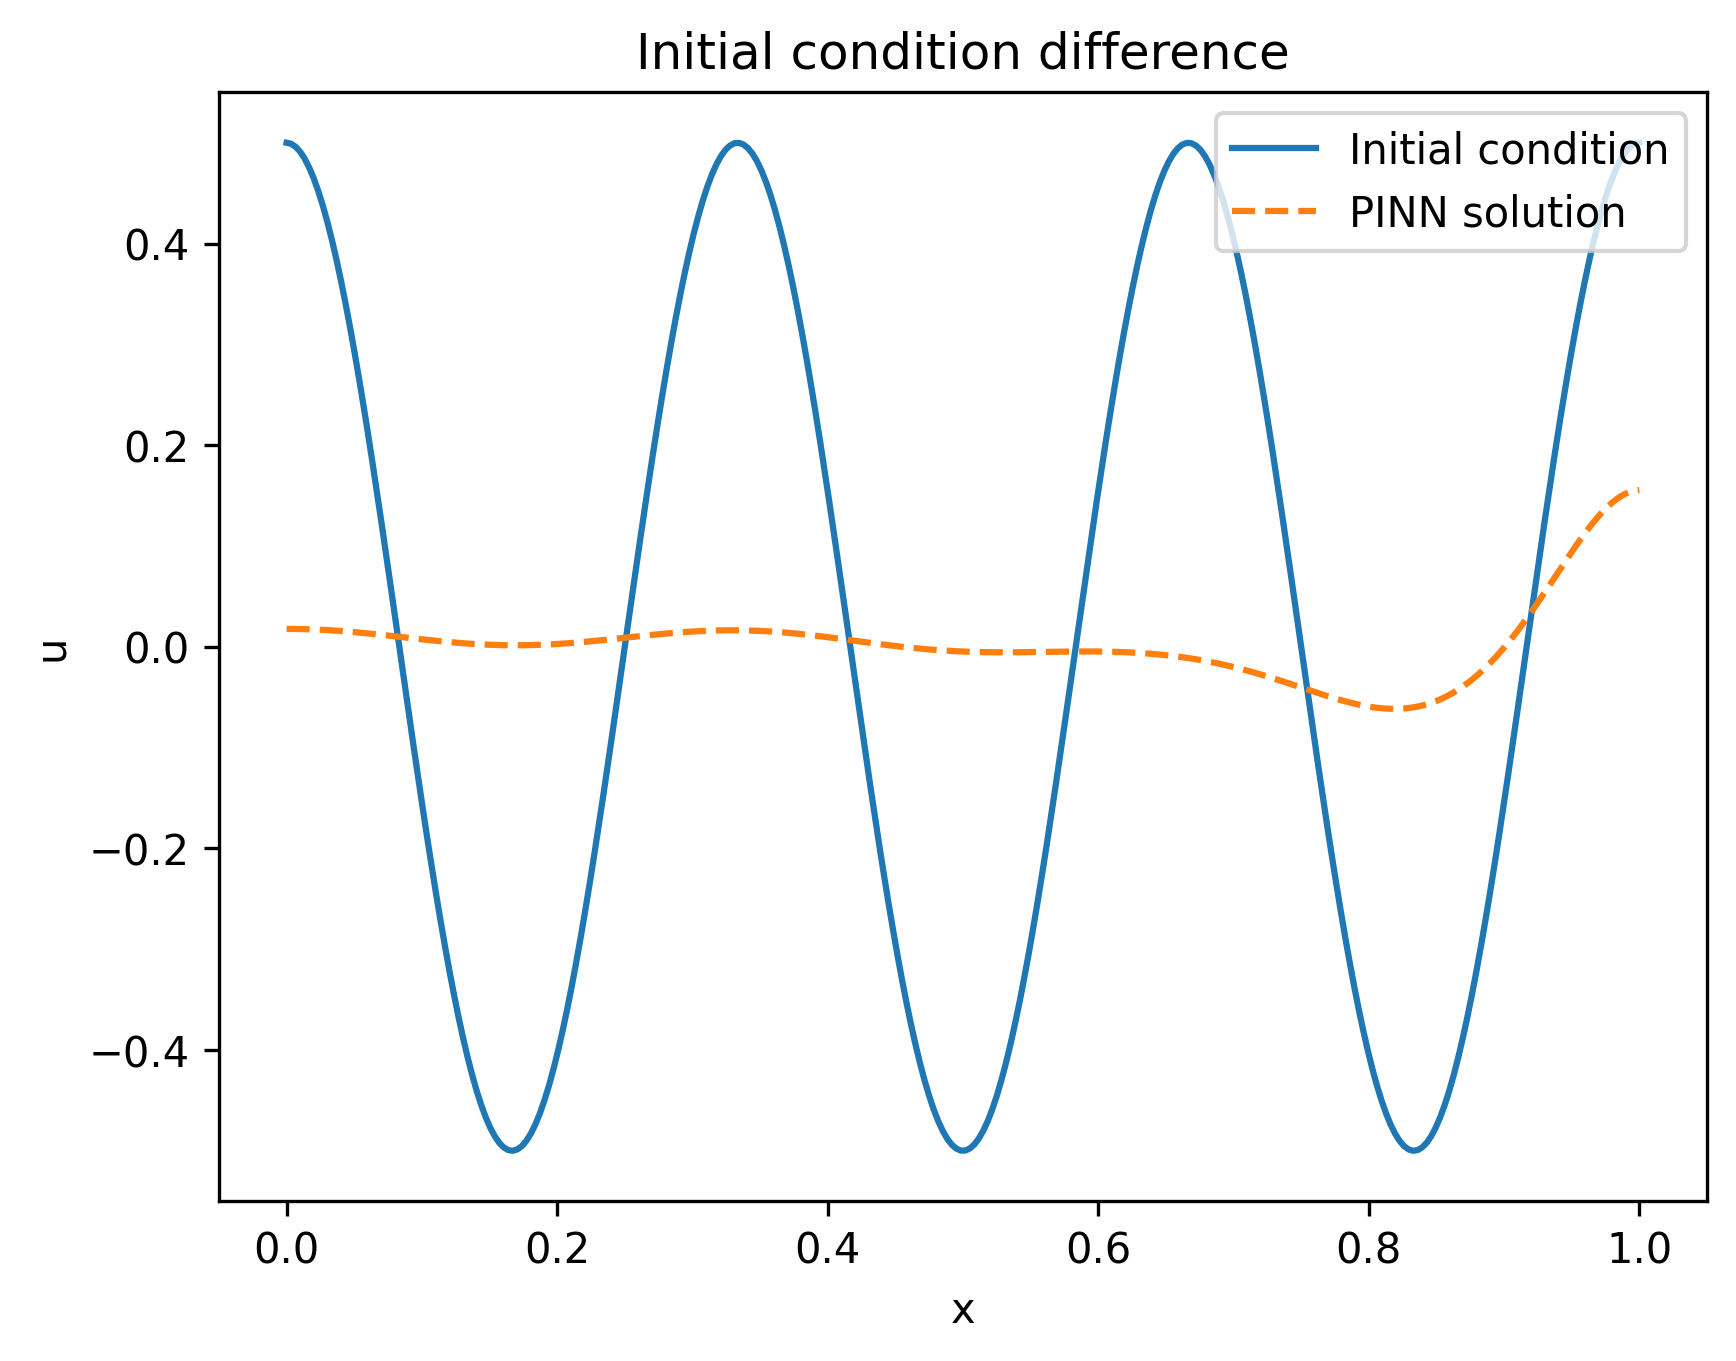 Initial condition difference
Initial condition
PINN solution
u
0.4
0.2
0.0
−0.2
−0.4
0.0 0.2 0.4 0.6 0.8 1.0
x